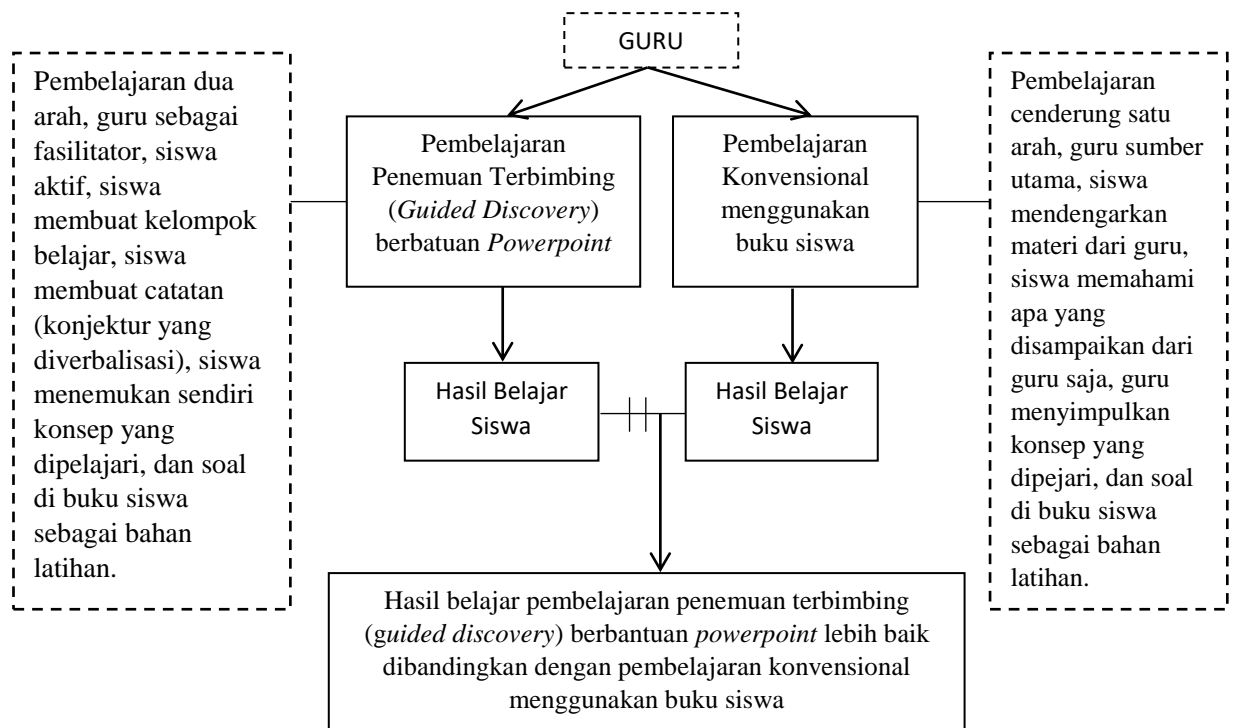 GURU
Pembelajaran dua
arah, guru sebagai
fasilitator, siswa
aktif, siswa
membuat kelompok
belajar, siswa
membuat catatan
(konjektur yang
diverbalisasi), siswa
menemukan sendiri
konsep yang
dipelajari, dan soal
di buku siswa
sebagai bahan
latihan.
Pembelajaran
Penemuan Terbimbing
(Guided Discovery)
berbatuan Powerpoint
Pembelajaran
Konvensional
menggunakan
buku siswa
Pembelajaran
cenderung satu
arah, guru sumber
utama, siswa
mendengarkan
materi dari guru,
siswa memahami
apa yang
disampaikan dari
guru saja, guru
menyimpulkan
konsep yang
dipejari, dan soal
di buku siswa
sebagai bahan
latihan.
Hasil Belajar
Siswa
Hasil Belajar
Siswa
Hasil belajar pembelajaran penemuan terbimbing
(guided discovery) berbantuan powerpoint lebih baik
dibandingkan dengan pembelajaran konvensional
menggunakan buku siswa